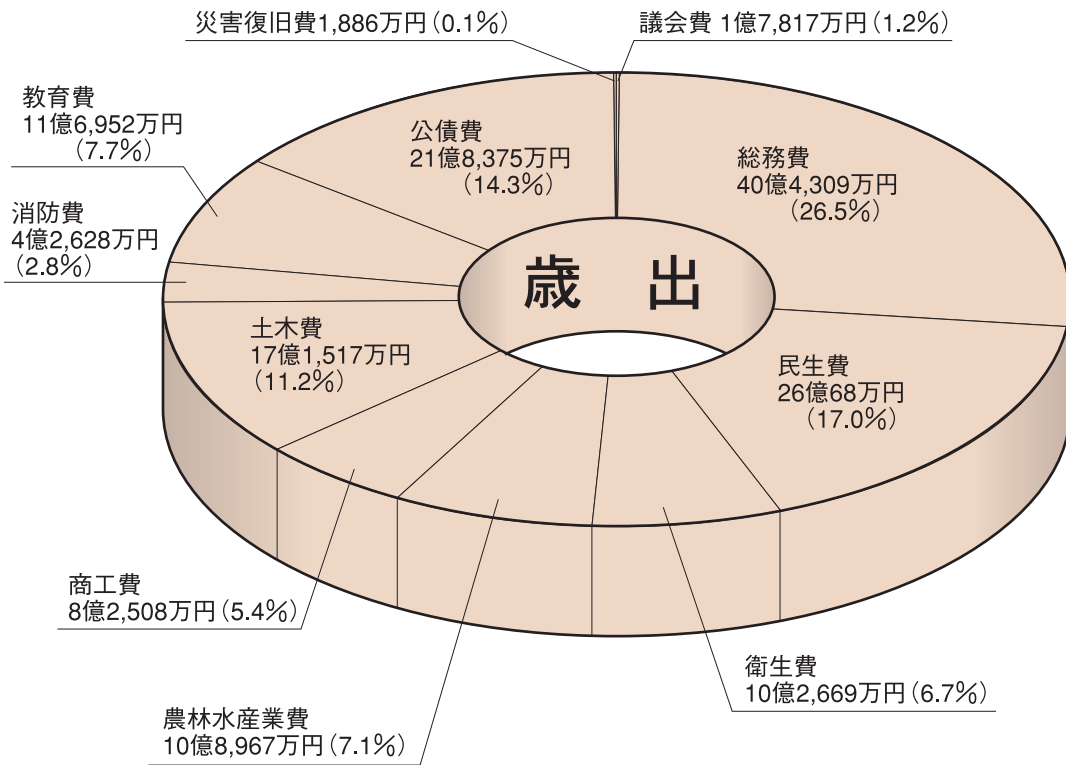 災害復旧費1,886万円(0.1%)
議会費 1億7,817万円(1.2%)
教育費
11億6,952万円
(7.7%)
公債費
21億8,375万円
(14.3%)
総務費
40億4,309万円
(26.5%)
消防費
4億2,628万円
(2.8%)
歳 出
土木費
17億1,517万円
(11.2%)
民生費
26億68万円
(17.0%)
商工費
8億2,508万円(5.4%)
衛生費
10億2,669万円(6.7%)
農林水産業費
10億8,967万円(7.1%)